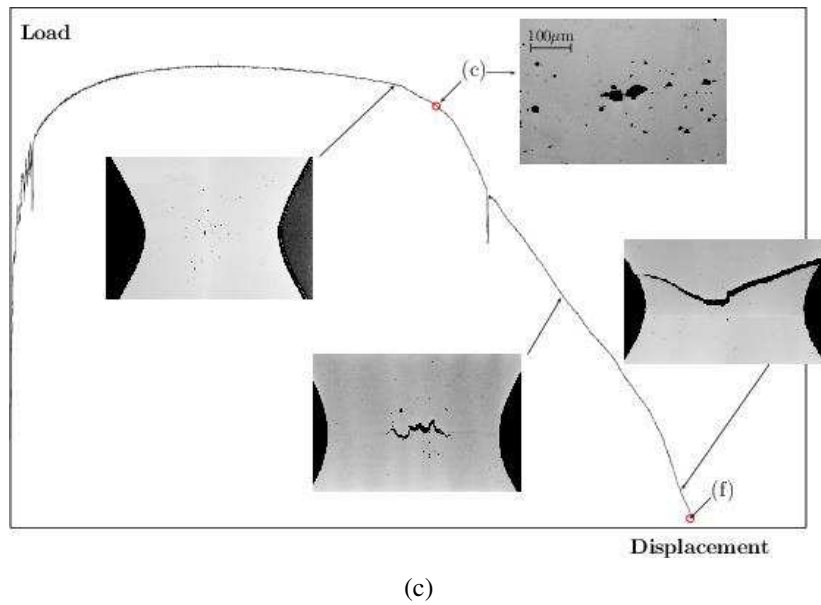 Load
(c)
100μm
(f)
Displacement
(c)